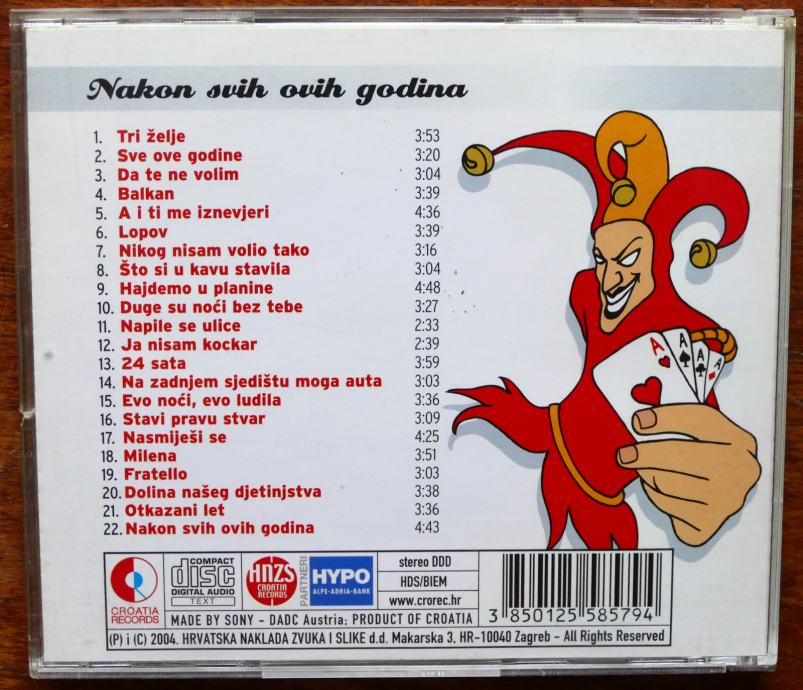 Nakon svih ovih godina
1. Tri želje 3:53
2. Sve ove godine 3:20
3. Da te ne volim 3:04
4. Balkan 3:39
5. A i ti me iznevjeri 4:36
6. Lopov 3:39
7. Nikog nisam volio tako 3:16
8. Što si u kavu stavila 3:04
9. Hajdemo u planine 4:48
10. Duge su noći bez tebe 3:27
11. Napile se ulice 2:33
12. Ja nisam kockar 2:39
13. 24 sata 3:59
14. Na zadnjem sjedištu moga auta 3:03
15. Evo noći, evo ludila 3:36
16. Stavi pravu stvar 3:09
17. Nasmiješi se 4:25
18. Milena 3:51
19. Fratello 3:03
20. Dolina našeg djetinjstva 3:38
21. Otkazani let 3:36
22. Nakon svih ovih godina 4:43
A A A A
CROATIA
RECORDS
COMPACT
disc
DIGITAL AUDIO
TEXT
HNZS
CROATIA
RECORDS
PARTNERI
HYPO
ALPE-ADRIA-BANK
stereo DDD
HDS/BIEM
www.crorec.hr
3 850125 585794
MADE BY SONY - DADC Austria; PRODUCT OF CROATIA
(P) i (C) 2004. HRVATSKA NAKLADA ZVUKA I SLIKE d.d. Makarska 3, HR-10040 Zagreb - All Rights Reserved